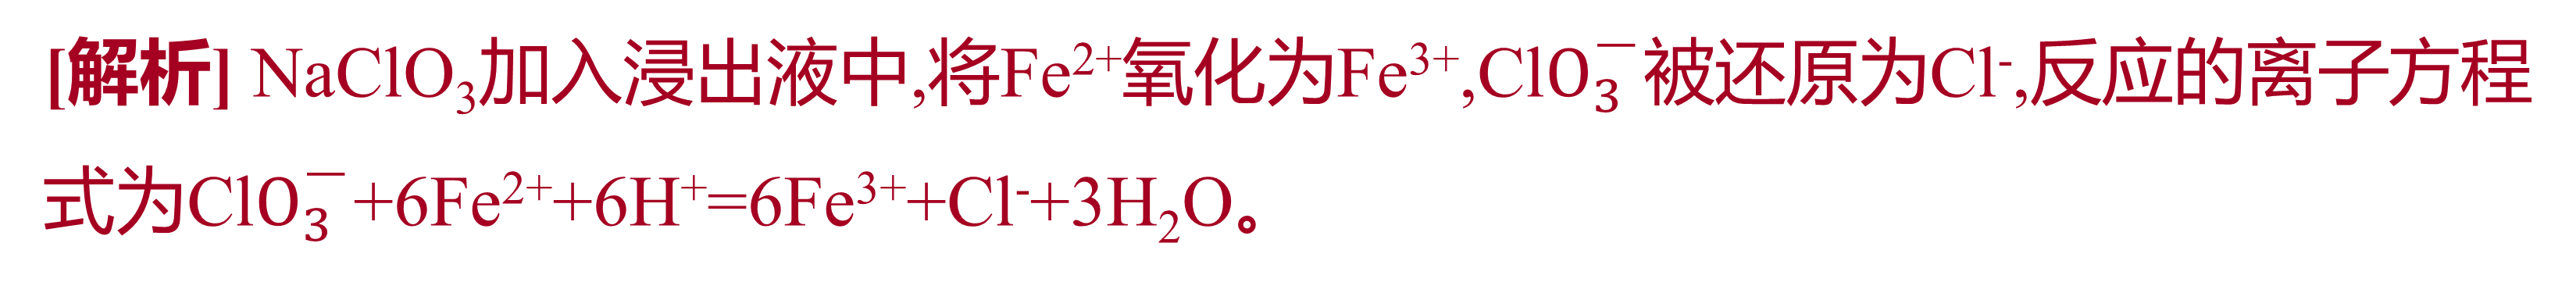 [解析] NaClO₃加入浸出液中,将Fe²⁺氧化为Fe³⁺,ClO₃⁻被还原为Cl⁻,反应的离子方程
式为ClO₃⁻+6Fe²⁺+6H⁺=6Fe³⁺+Cl⁻+3H₂O。